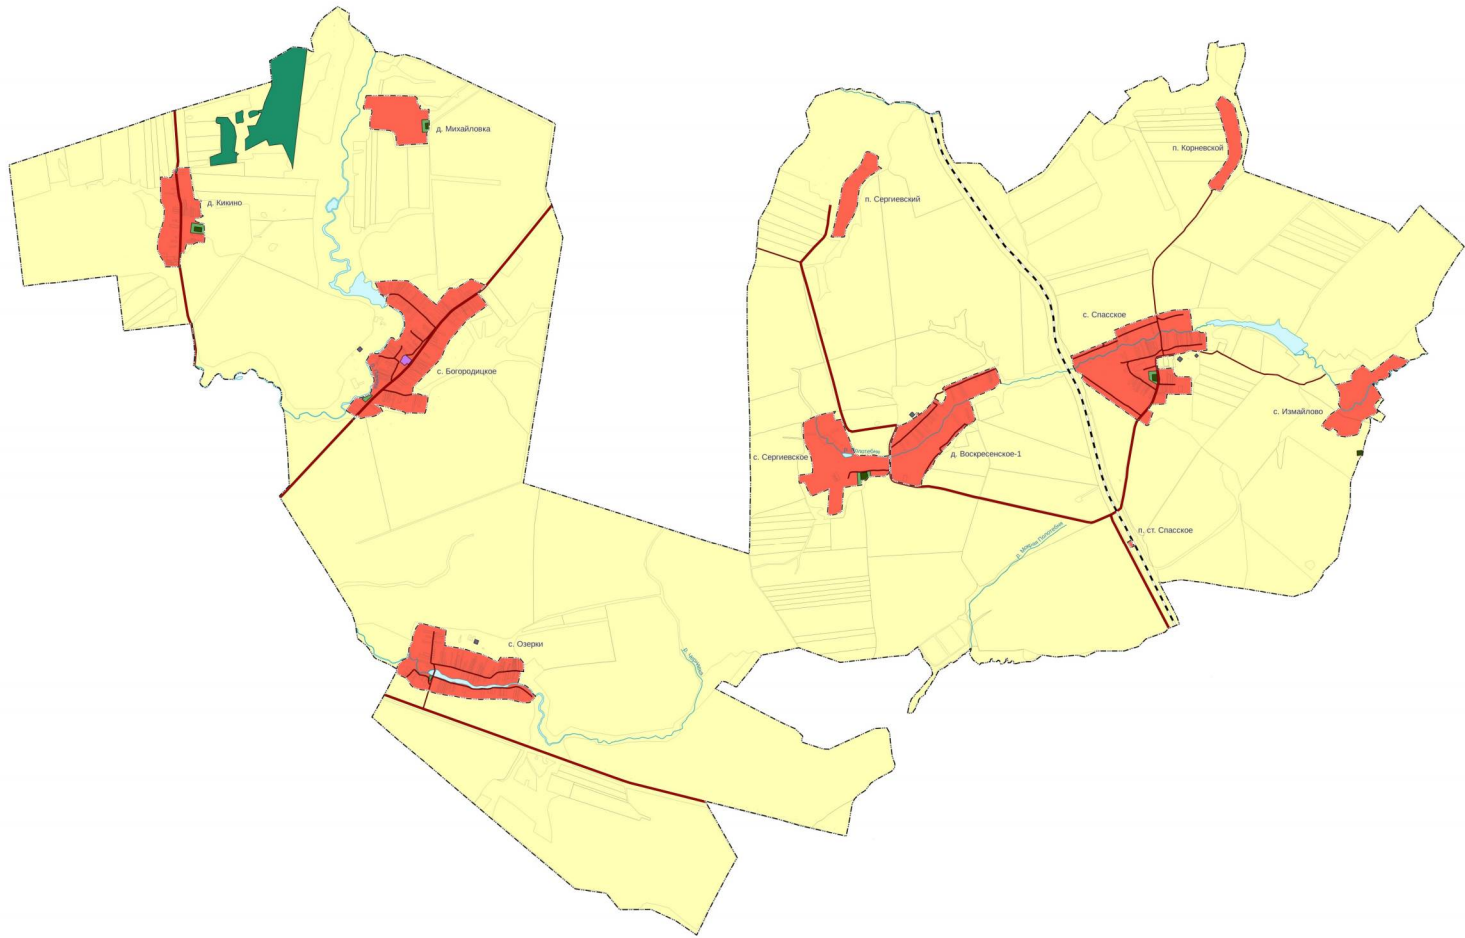 д. Михайловка
п. Корневской
п. Сергиевский
д. Кикино
с. Спасское
с. Богородицкое
с. Измайлово
с. Сергиевское
д. Воскресенское-1
п. ст. Спасское
с. Озерки